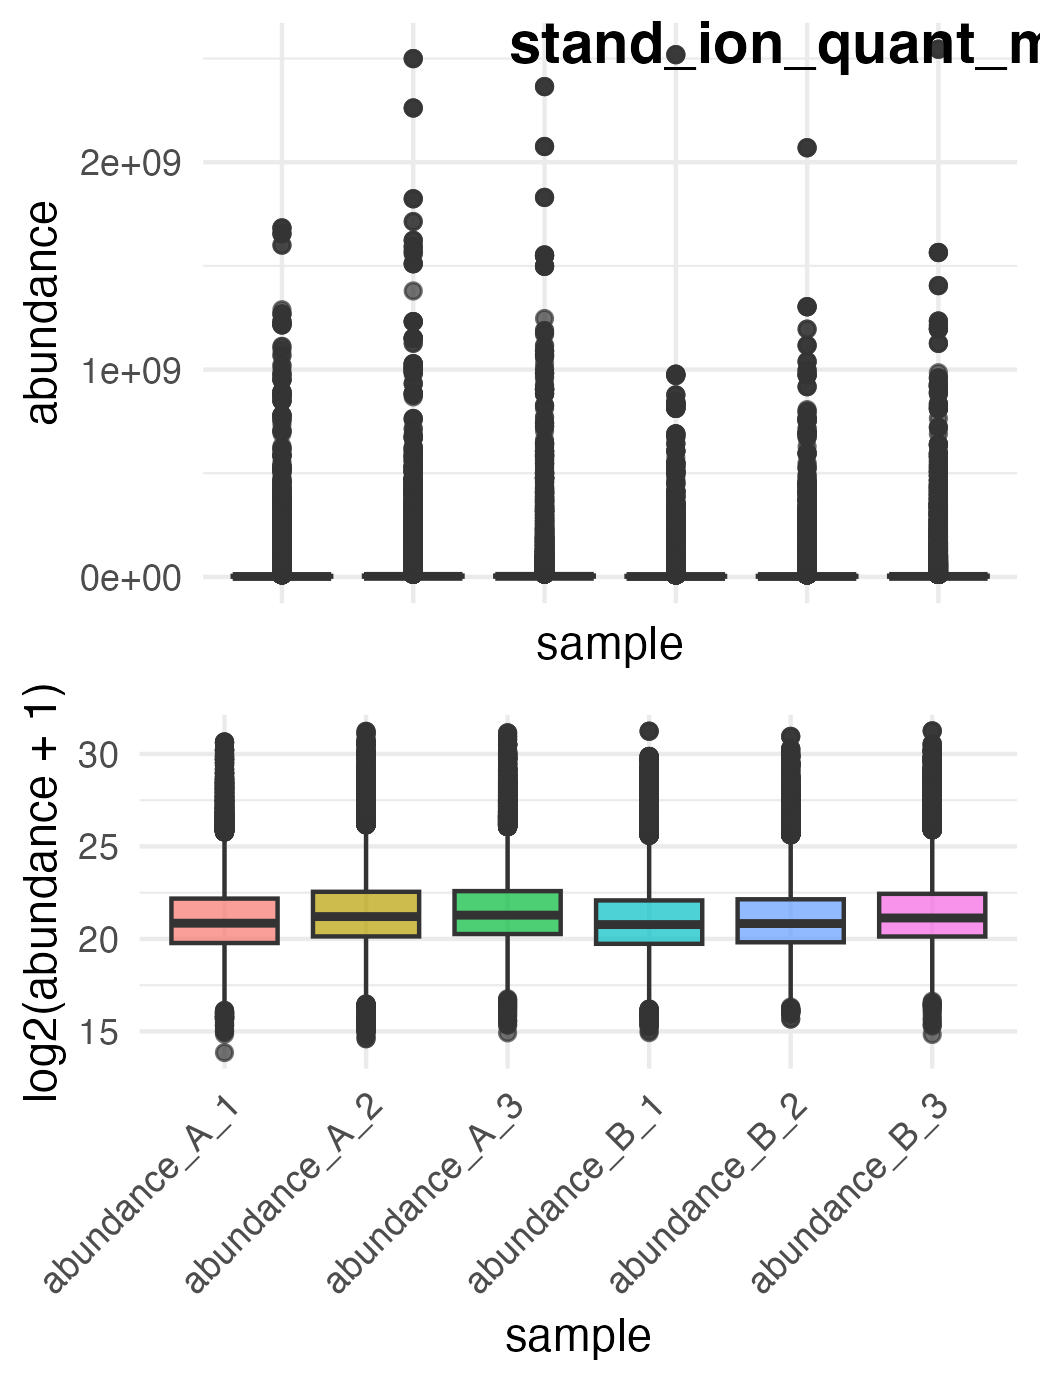 stand_ion_quant_m
abundance
2e+09
1e+09
0e+00
sample
log2(abundance + 1)
30
25
20
15
abundance_A_1
abundance_A_2
abundance_A_3
abundance_B_1
abundance_B_2
abundance_B_3
sample